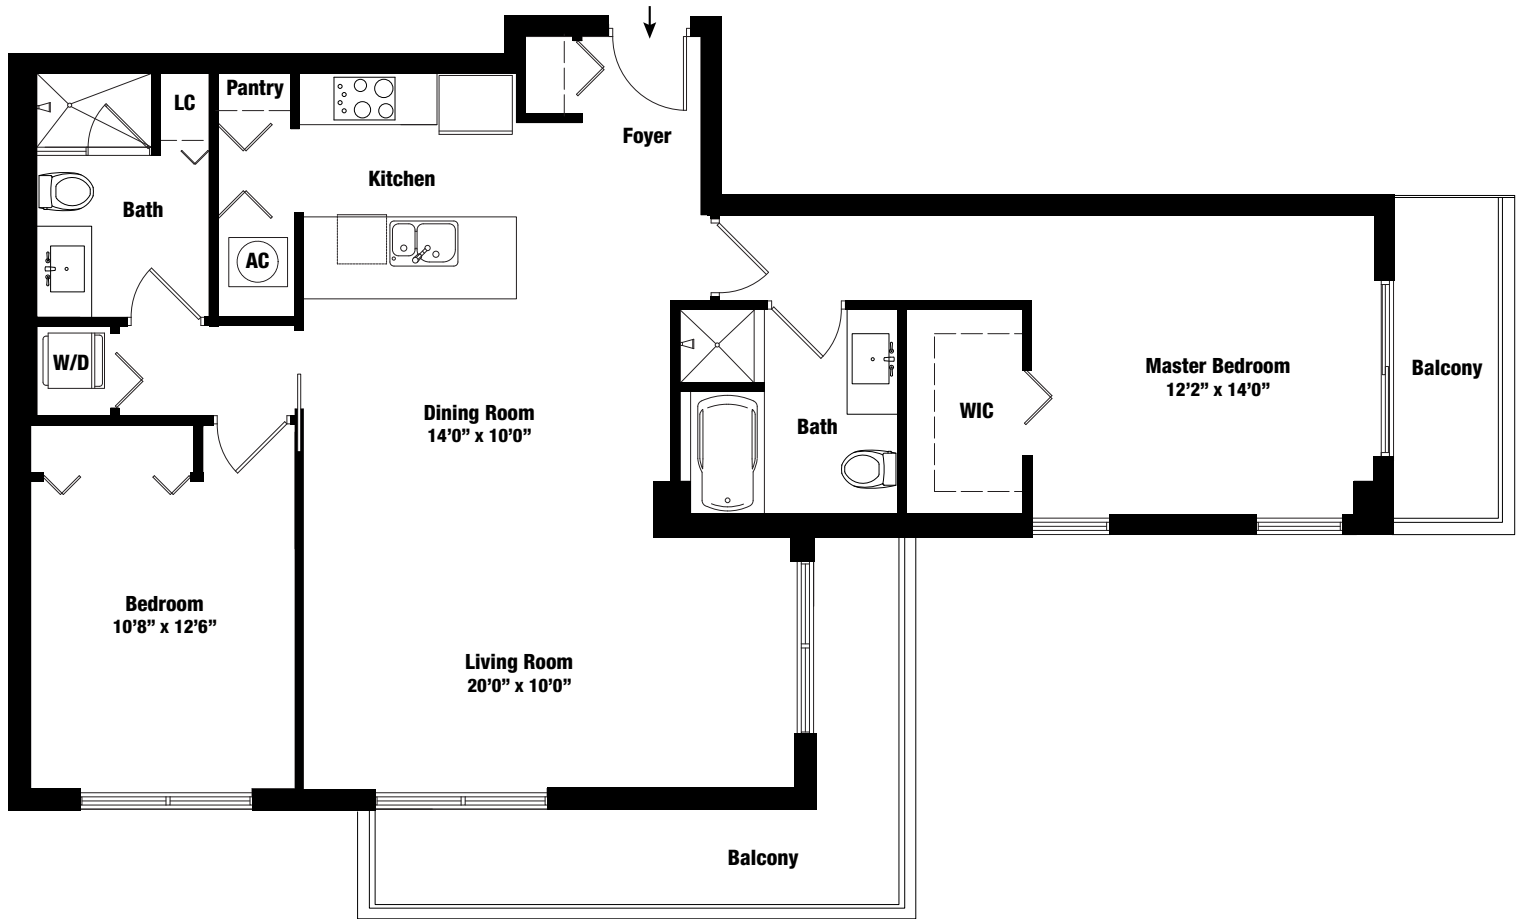 Pantry
LC
Foyer
Kitchen
Bath
AC
W/D
Master Bedroom
12’2” x 14’0”
Balcony
Dining Room
14’0” x 10’0”
WIC
Bath
Bedroom
10’8” x 12’6”
Living Room
20’0” x 10’0”
Balcony